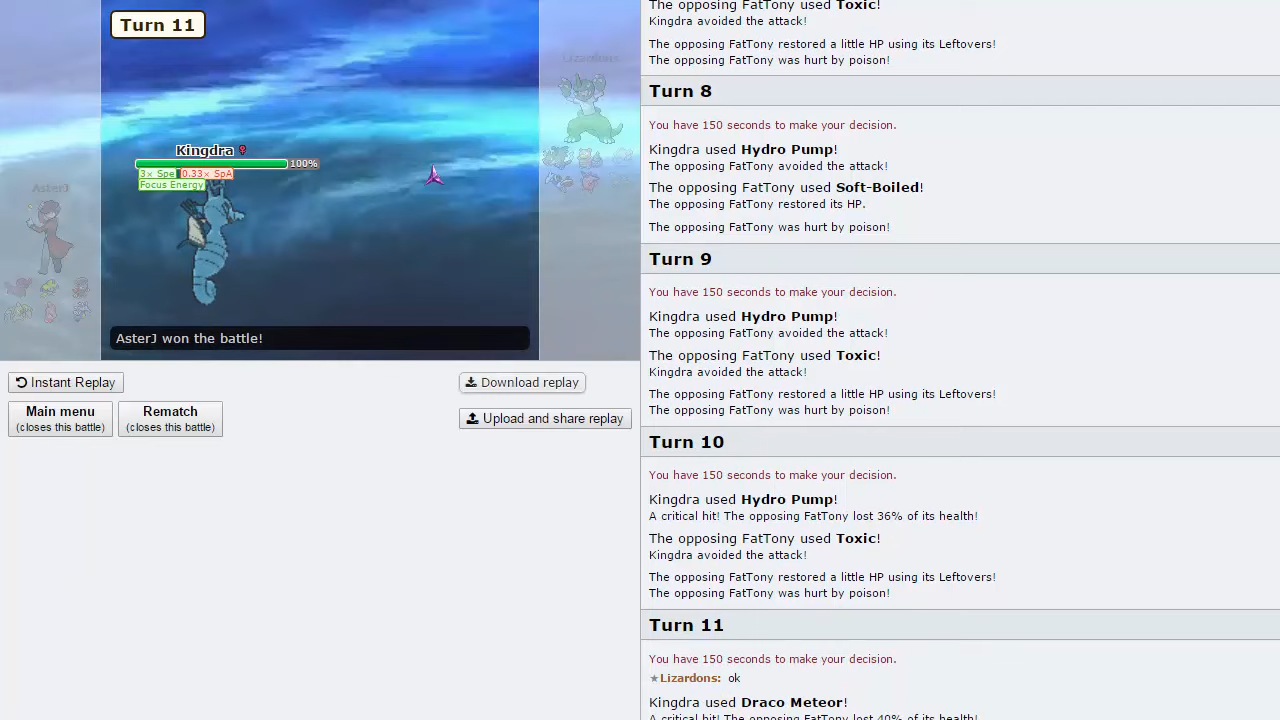 Turn 11
Lizardons
Kingdra ♀
100%
3× Spe 0.33× SpA
Focus Energy
AsterJ
AsterJ won the battle!
Instant Replay
Download replay
Main menu
(closes this battle)
Rematch
(closes this battle)
Upload and share replay
The opposing FatTony used Toxic!
Kingdra avoided the attack!
The opposing FatTony restored a little HP using its Leftovers!
The opposing FatTony was hurt by poison!
Turn 8
You have 150 seconds to make your decision.
Kingdra used Hydro Pump!
The opposing FatTony avoided the attack!
The opposing FatTony used Soft-Boiled!
The opposing FatTony restored its HP.
The opposing FatTony was hurt by poison!
Turn 9
You have 150 seconds to make your decision.
Kingdra used Hydro Pump!
The opposing FatTony avoided the attack!
The opposing FatTony used Toxic!
Kingdra avoided the attack!
The opposing FatTony restored a little HP using its Leftovers!
The opposing FatTony was hurt by poison!
Turn 10
You have 150 seconds to make your decision.
Kingdra used Hydro Pump!
A critical hit! The opposing FatTony lost 36% of its health!
The opposing FatTony used Toxic!
Kingdra avoided the attack!
The opposing FatTony restored a little HP using its Leftovers!
The opposing FatTony was hurt by poison!
Turn 11
You have 150 seconds to make your decision.
★Lizardons: ok
Kingdra used Draco Meteor!
A critical hit! The opposing FatTony lost 40% of its health!